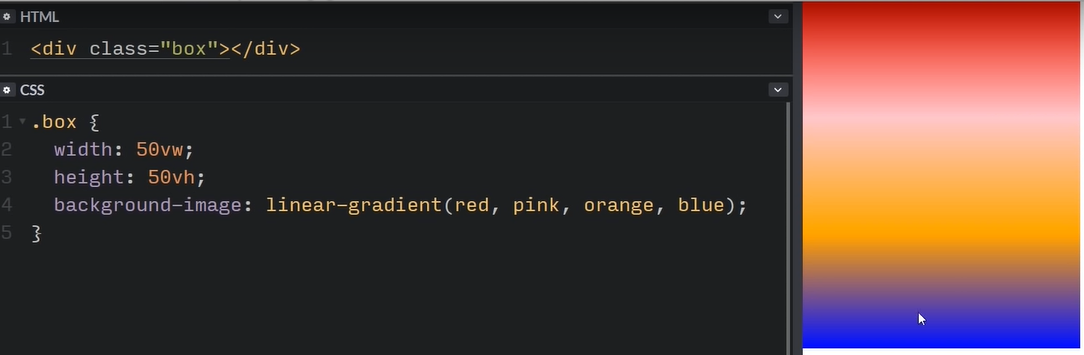 HTML
1 <div class="box"></div>
CSS
1 .box {
2 width: 50vw;
3 height: 50vh;
4 background-image: linear-gradient(red, pink, orange, blue);
5 }